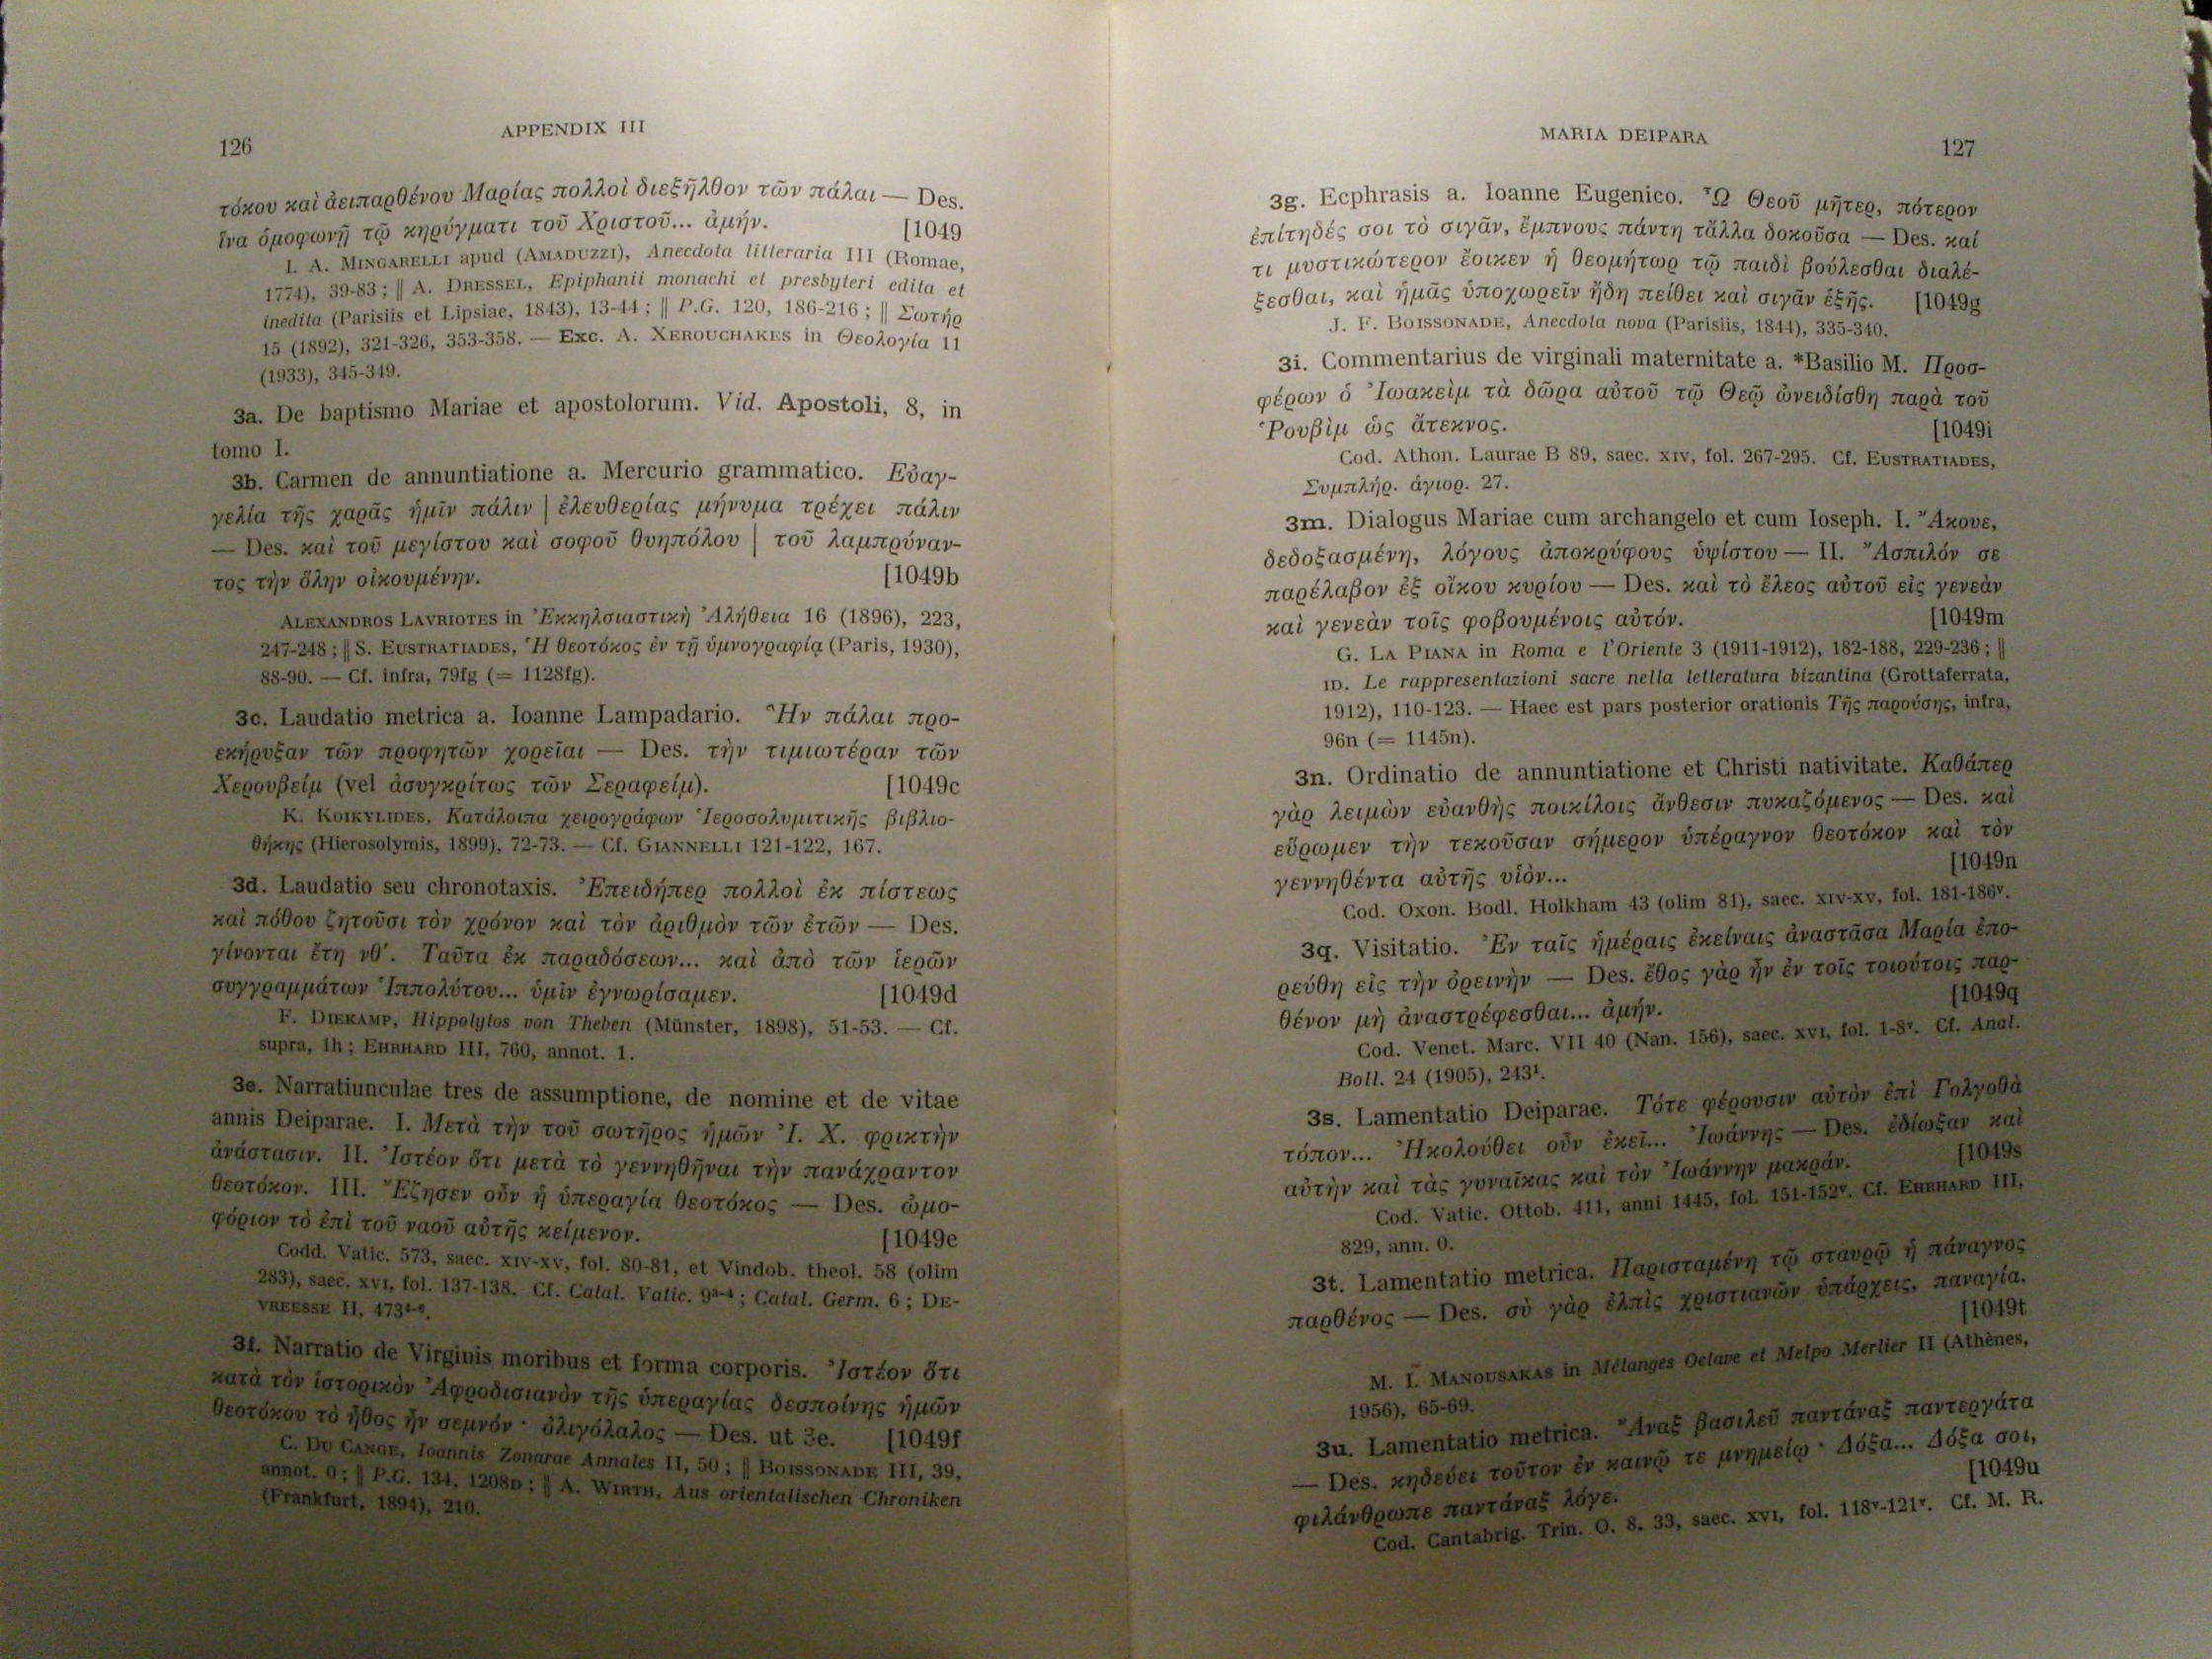 126
APPENDIX III
τόκου καὶ ἀειπαρθένου Μαρίας πολλοὶ διεξῆλθον τῶν πάλαι — Des.
ἵνα ὁμοφωνῇ τῷ κηρύγματι τοῦ Χριστοῦ... ἀμήν. [1049
I. A. MINGARELLI apud (AMADUZZI), Anecdota litteraria III (Romae,
1774), 39-83 ; || A. DRESSEL, Epiphanii monachi et presbyteri edita et
inedita (Parisiis et Lipsiae, 1843), 13-44 ; || P.G. 120, 186-216 ; || Σωτήρ
15 (1892), 321-326, 353-358. — Exc. A. XEROUCHAKES in Θεολογία 11
(1933), 345-349.
3a. De baptismo Mariae et apostolorum. Vid. Apostoli, 8, in
tomo I.
3b. Carmen de annuntiatione a. Mercurio grammatico. Εὐαγ-
γελία τῆς χαρᾶς ἡμῖν πάλιν | ἐλευθερίας μήνυμα τρέχει πάλιν
— Des. καὶ τοῦ μεγίστου καὶ σοφοῦ θυηπόλου | τοῦ λαμπρύναν-
τος τὴν ὅλην οἰκουμένην. [1049b
ALEXANDROS LAVRIOTES in Ἐκκλησιαστικὴ Ἀλήθεια 16 (1896), 223,
247-248 ; || S. EUSTRATIADES, Ἡ θεοτόκος ἐν τῇ ὑμνογραφίᾳ (Paris, 1930),
88-90. — Cf. infra, 79fg (= 1128fg).
3c. Laudatio metrica a. Ioanne Lampadario. Ἣν πάλαι προ-
εκήρυξαν τῶν προφητῶν χορεῖαι — Des. τὴν τιμιωτέραν τῶν
Χερουβείμ (vel ἀσυγκρίτως τῶν Σεραφείμ). [1049c
K. KOIKYLIDES, Κατάλοιπα χειρογράφων Ἱεροσολυμιτικῆς βιβλιο-
θήκης (Hierosolymis, 1899), 72-73. — Cf. GIANNELLI 121-122, 167.
3d. Laudatio seu chronotaxis. Ἐπειδήπερ πολλοὶ ἐκ πίστεως
καὶ πόθου ζητοῦσι τὸν χρόνον καὶ τὸν ἀριθμὸν τῶν ἐτῶν — Des.
γίνονται ἔτη νθʹ. Ταῦτα ἐκ παραδόσεων... καὶ ἀπὸ τῶν ἱερῶν
συγγραμμάτων Ἱππολύτου... ὑμῖν ἐγνωρίσαμεν. [1049d
F. DIEKAMP, Hippolytos von Theben (Münster, 1898), 51-53. — Cf.
supra, 1h ; EHRHARD III, 760, annot. 1.
3e. Narratiunculae tres de assumptione, de nomine et de vitae
annis Deiparae. I. Μετὰ τὴν τοῦ σωτῆρος ἡμῶν Ἰ. Χ. φρικτὴν
ἀνάστασιν. II. Ἰστέον ὅτι μετὰ τὸ γεννηθῆναι τὴν πανάχραντον
θεοτόκον. III. Ἔζησεν οὖν ἡ ὑπεραγία θεοτόκος — Des. ὠμο-
φόριον τὸ ἐπὶ τοῦ ναοῦ αὐτῆς κείμενον. [1049e
Codd. Vatic. 573, saec. XIV-XV, fol. 80-81, et Vindob. theol. 58 (olim
283), saec. XVI, fol. 137-138. Cf. Catal. Vatic. 9³⁻⁴ ; Catal. Germ. 6 ; DE-
VREESSE II, 473
3f. Narratio de Virginis moribus et forma corporis. Ἰστέον ὅτι
κατὰ τὸν ἱστορικὸν Ἀφροδισιανὸν τῆς ὑπεραγίας δεσποίνης ἡμῶν
θεοτόκου τὸ ἦθος ἦν σεμνόν · ὀλιγόλαλος — Des. ut 3e. [1049f
C. DU CANGE, Ioannis Zonarae Annales II, 50 ; || BOISSONADE III, 39,
annot. 0 ; || P.G. 134, 1208D ; || A. WIRTH, Aus orientalischen Chroniken
(Frankfurt, 1894), 210.
MARIA DEIPARA
127
3g. Ecphrasis a. Ioanne Eugenico. Ὦ Θεοῦ μῆτερ, πότερον
ἐπίτηδές σοι τὸ σιγᾶν, ἔμπνους πάντη τἄλλα δοκοῦσα — Des. καί
τι μυστικώτερον ἔοικεν ἡ θεομήτωρ τῷ παιδὶ βούλεσθαι διαλέ-
ξεσθαι, καὶ ἡμᾶς ὑποχωρεῖν ἤδη πείθει καὶ σιγᾶν ἑξῆς. [1049g
J. F. BOISSONADE, Anecdota nova (Parisiis, 1844), 335-340.
3i. Commentarius de virginali maternitate a. *Basilio M. Προσ-
φέρων ὁ Ἰωακεὶμ τὰ δῶρα αὐτοῦ τῷ Θεῷ ὠνειδίσθη παρὰ τοῦ
Ῥουβὶμ ὡς ἄτεκνος. [1049i
Cod. Athon. Laurae B 89, saec. XIV, fol. 267-295. Cf. EUSTRATIADES,
Συμπλήρ. ἁγιορ. 27.
3m. Dialogus Mariae cum archangelo et cum Ioseph. I. Ἄκουε,
δεδοξασμένη, λόγους ἀποκρύφους ὑψίστου — II. Ἄσπιλόν σε
παρέλαβον ἐξ οἴκου κυρίου — Des. καὶ τὸ ἔλεος αὐτοῦ εἰς γενεὰν
καὶ γενεὰν τοῖς φοβουμένοις αὐτόν. [1049m
G. LA PIANA in Roma e l'Oriente 3 (1911-1912), 182-188, 229-236 ; ||
ID. Le rappresentazioni sacre nella letteratura bizantina (Grottaferrata,
1912), 110-123. — Haec est pars posterior orationis Τῆς παρούσης, infra,
96n (= 1145n).
3n. Ordinatio de annuntiatione et Christi nativitate. Καθάπερ
γὰρ λειμὼν εὐανθὴς ποικίλοις ἄνθεσιν πυκαζόμενος — Des. καὶ
εὕρωμεν τὴν τεκοῦσαν σήμερον ὑπέραγνον θεοτόκον καὶ τὸν
γεννηθέντα αὐτῆς υἱὸν... [1049n
Cod. Oxon. Bodl. Holkham 43 (olim 81), saec. XIV-XV, fol. 181-186ᵛ.
3q. Visitatio. Ἐν ταῖς ἡμέραις ἐκείναις ἀναστᾶσα Μαρία ἐπο-
ρεύθη εἰς τὴν ὀρεινὴν — Des. ἔθος γὰρ ἦν ἐν τοῖς τοιούτοις παρ-
θένον μὴ ἀναστρέφεσθαι... ἀμήν. [1049q
Cod. Venet. Marc. VII 40 (Nan. 156), saec. XVI, fol. 1-8ᵛ. Cf. Anal.
Boll. 24 (1905), 243¹.
3s. Lamentatio Deiparae. Τότε φέρουσιν αὐτὸν ἐπὶ Γολγοθὰ
τόπον... Ἠκολούθει οὖν ἐκεῖ... Ἰωάννης — Des. ἐδίωξαν καὶ
αὐτὴν καὶ τὰς γυναῖκας καὶ τὸν Ἰωάννην μακράν. [1049s
Cod. Vatic. Ottob. 411, anni 1445, fol. 151-152ᵛ. Cf. EHRHARD III,
829, ann. 0.
3t. Lamentatio metrica. Παρισταμένη τῷ σταυρῷ ἡ πάναγνος
παρθένος — Des. σὺ γὰρ ἐλπὶς χριστιανῶν ὑπάρχεις, παναγία. [1049t
M. I. MANOUSAKAS in Mélanges Octave et Melpo Merlier II (Athènes,
1956), 65-69.
3u. Lamentatio metrica. Ἄναξ βασιλεῦ παντάναξ παντεργάτα
— Des. κηδεύει τοῦτον ἐν καινῷ τε μνημείῳ · Δόξα... Δόξα σοι,
φιλάνθρωπε παντάναξ λόγε. [1049u
Cod. Cantabrig. Trin. O. 8. 33, saec. XVI, fol. 118ᵛ-121ᵛ. Cf. M. R.